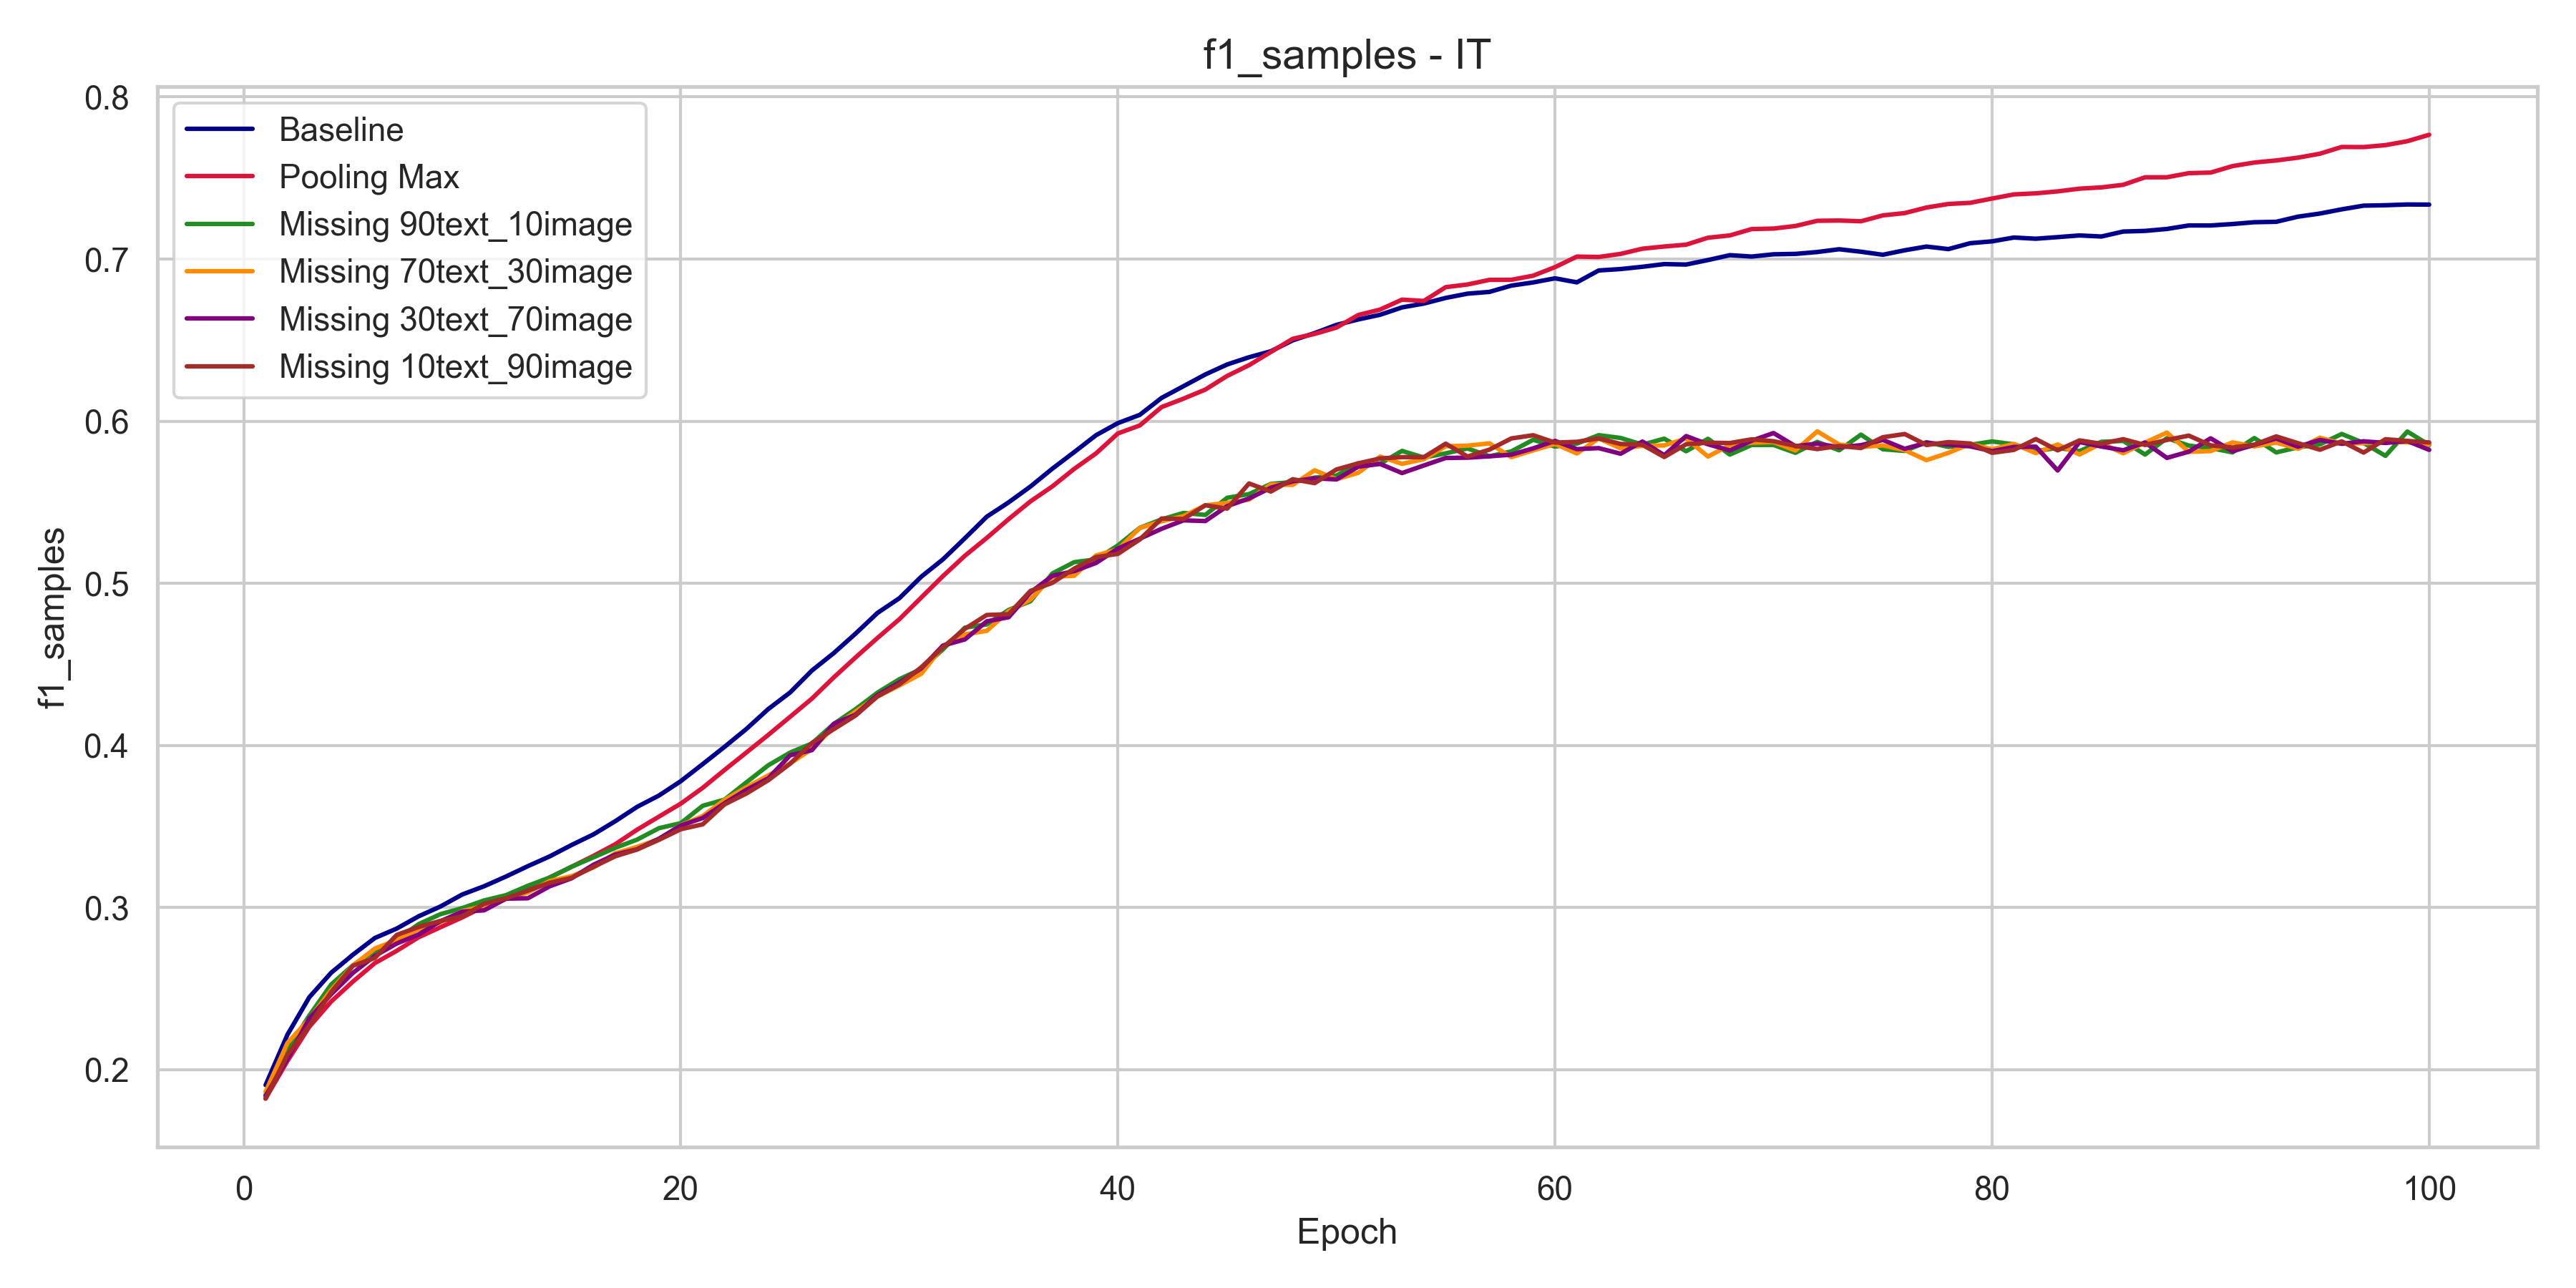 f1_samples - IT
0.8
0.7
0.6
0.5
0.4
0.3
0.2
f1_samples
Baseline
Pooling Max
Missing 90text_10image
Missing 70text_30image
Missing 30text_70image
Missing 10text_90image
0 20 40 60 80 100
Epoch